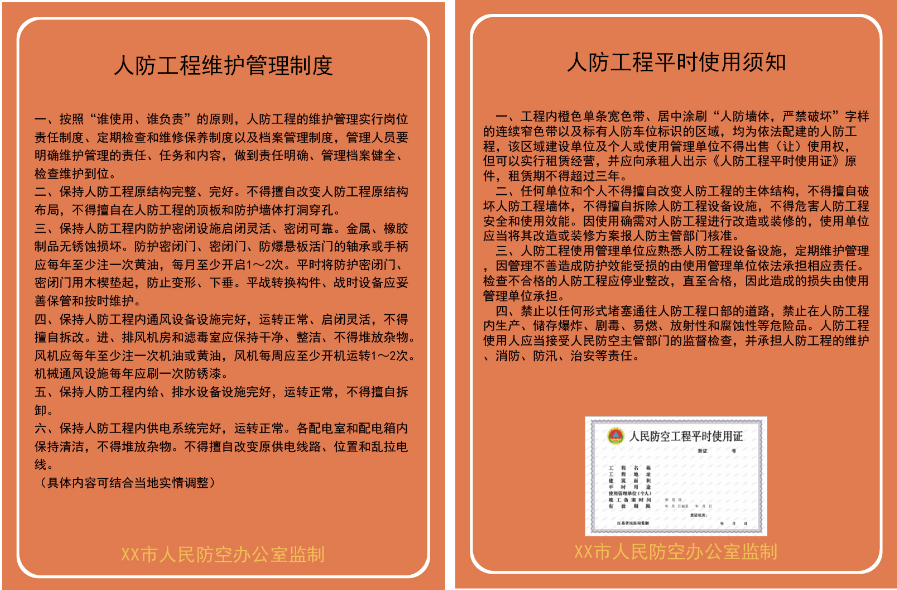 人防工程维护管理制度
一、按照“谁使用、谁负责”的原则，人防工程的维护管理实行岗位
责任制度、定期检查和维修保养制度以及档案管理制度，管理人员要
明确维护管理的责任、任务和内容，做到责任明确、管理档案健全、
检查维护到位。
二、保持人防工程原结构完整、完好。不得擅自改变人防工程原结构
布局，不得擅自在人防工程的顶板和防护墙体打洞穿孔。
三、保持人防工程内防护密闭设施启闭灵活、密闭可靠。金属、橡胶
制品无锈蚀损坏。防护密闭门、密闭门、防爆悬板活门的轴承或手柄
应每年至少注一次黄油，每月至少开启1～2次。平时将防护密闭门、
密闭门用木楔垫起，防止变形、下垂。平战转换构件、战时设备应妥
善保管和按时维护。
四、保持人防工程内通风设备设施完好，运转正常、启闭灵活，不得
擅自拆改。进、排风机房和滤毒室应保持干净、整洁、不得堆放杂物。
风机应每年至少注一次机油或黄油，风机每周应至少开机运转1～2次。
机械通风设施每年应刷一次防锈漆。
五、保持人防工程内给、排水设备设施完好，运转正常，不得擅自拆
卸。
六、保持人防工程内供电系统完好，运转正常。各配电室和配电箱内
保持清洁，不得堆放杂物。不得擅自改变原供电线路、位置和乱拉电
线。
（具体内容可结合当地实情调整）
XX市人民防空办公室监制
人防工程平时使用须知
一、工程内橙色单条宽色带、居中涂刷“人防墙体，严禁破坏”字样
的连续窄色带以及标有人防车位标识的区域，均为依法配建的人防工
程，该区域建设单位及个人或使用管理单位不得出售（让）使用权，
但可以实行租赁经营，并应向承租人出示《人防工程平时使用证》原
件，租赁期不得超过三年。
二、任何单位和个人不得擅自改变人防工程的主体结构，不得擅自破
坏人防工程墙体，不得擅自拆除人防工程设备设施，不得危害人防工程
安全和使用效能。因使用确需对人防工程进行改造或装修的，使用单位
应当将其改造或装修方案报人防主管部门核准。
三、人防工程使用管理单位应熟悉人防工程设备设施，定期维护管理
，因管理不善造成防护效能受损的由使用管理单位依法承担相应责任。
检查不合格的人防工程应停业整改，直至合格，因此造成的损失由使用
管理单位承担。
四、禁止以任何形式堵塞通往人防工程口部的道路，禁止在人防工程
内生产、储存爆炸、剧毒、易燃、放射性和腐蚀性等危险品。人防工程
使用人应当接受人民防空主管部门的监督检查，并承担人防工程的维护
、消防、防汛、治安等责任。
人民防空工程平时使用证
工程名称
工程地址
建筑面积
平时用途
使用管理单位(个人)
竣工备案时间
有效期限
年 月 日
XX市人民防空办公室监制